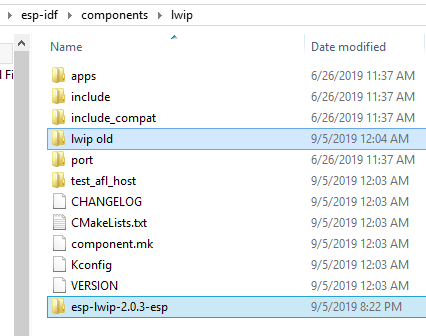 esp-idf › components › lwip
Name Date modified
apps 6/26/2019 11:37 AM
include 6/26/2019 11:37 AM
include_compat 6/26/2019 11:37 AM
lwip old 9/5/2019 12:04 AM
port 6/26/2019 11:37 AM
test_afl_host 9/5/2019 12:03 AM
CHANGELOG 9/5/2019 12:03 AM
CMakeLists.txt 9/5/2019 12:03 AM
component.mk 9/5/2019 12:03 AM
d Fi
Kconfig 9/5/2019 12:03 AM
VERSION 9/5/2019 12:03 AM
esp-lwip-2.0.3-esp 9/5/2019 8:22 PM